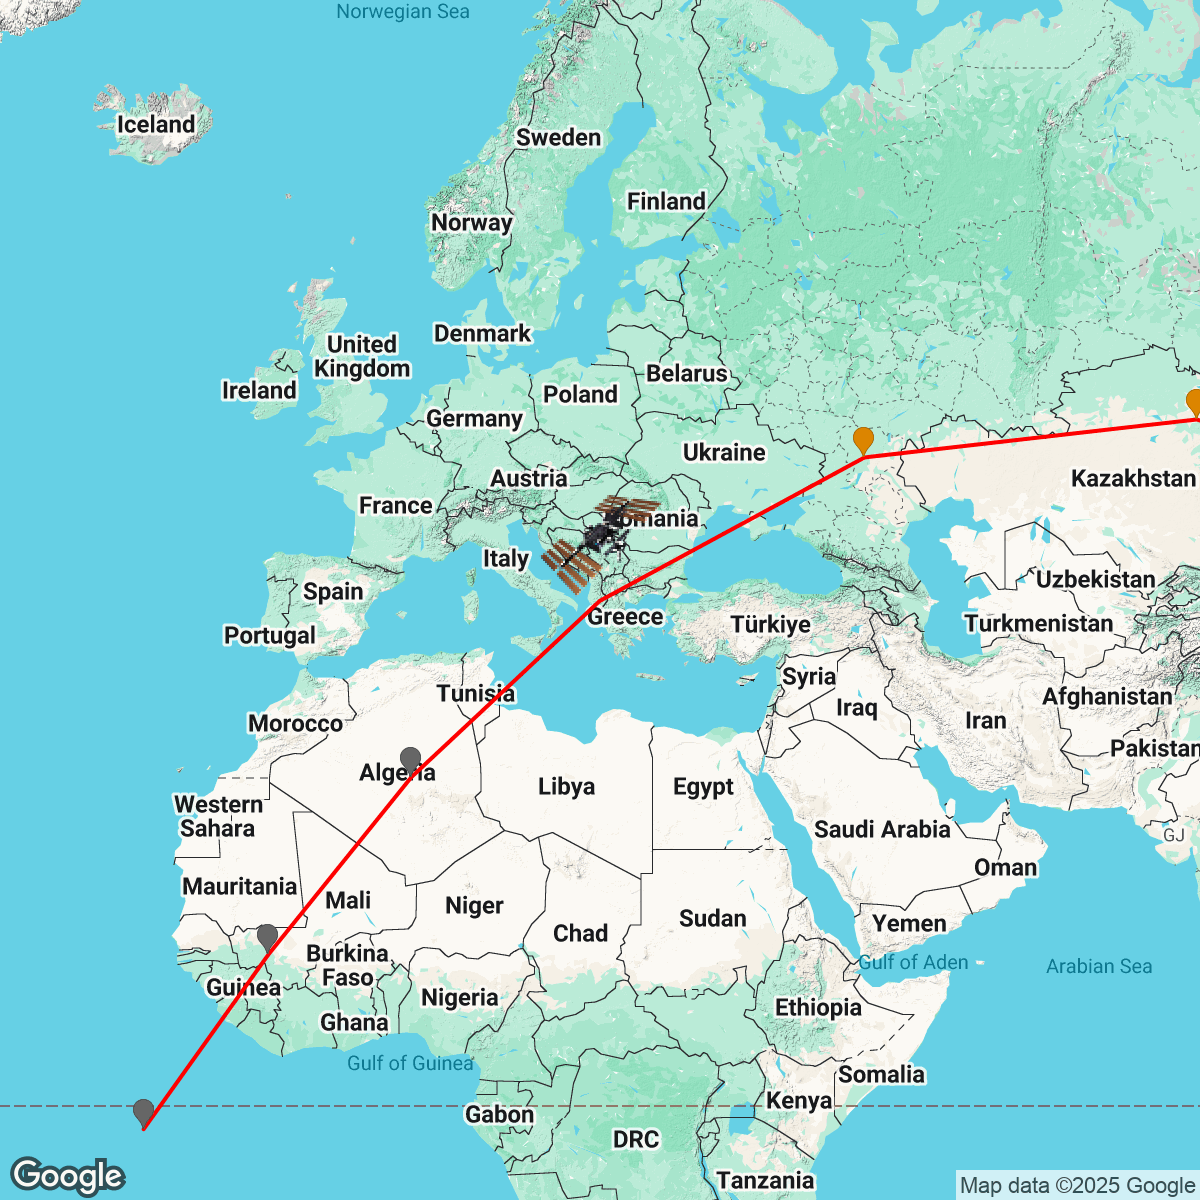 Norwegian Sea
Iceland
Sweden
Finland
Norway
Denmark
United
Kingdom
Ireland
Belarus
Poland
Germany
Ukraine
Austria
Kazakhstan
France
omania
Italy
Uzbekistan
Spain
Greece
Türkiye
Turkmenistan
Portugal
Syria
Tunisia
Afghanistan
Iraq
Morocco
Iran
Pakistan
Algeria
Libya
Egypt
Western
Sahara
Saudi Arabia
GJ
Oman
Mauritania
Mali
Niger
Sudan
Yemen
Chad
Burkina
Faso
Gulf of Aden
Arabian Sea
Guinea
Nigeria
Ethiopia
Ghana
Gulf of Guinea
Somalia
Gabon
Kenya
DRC
Tanzania
Google
Map data ©2025 Google